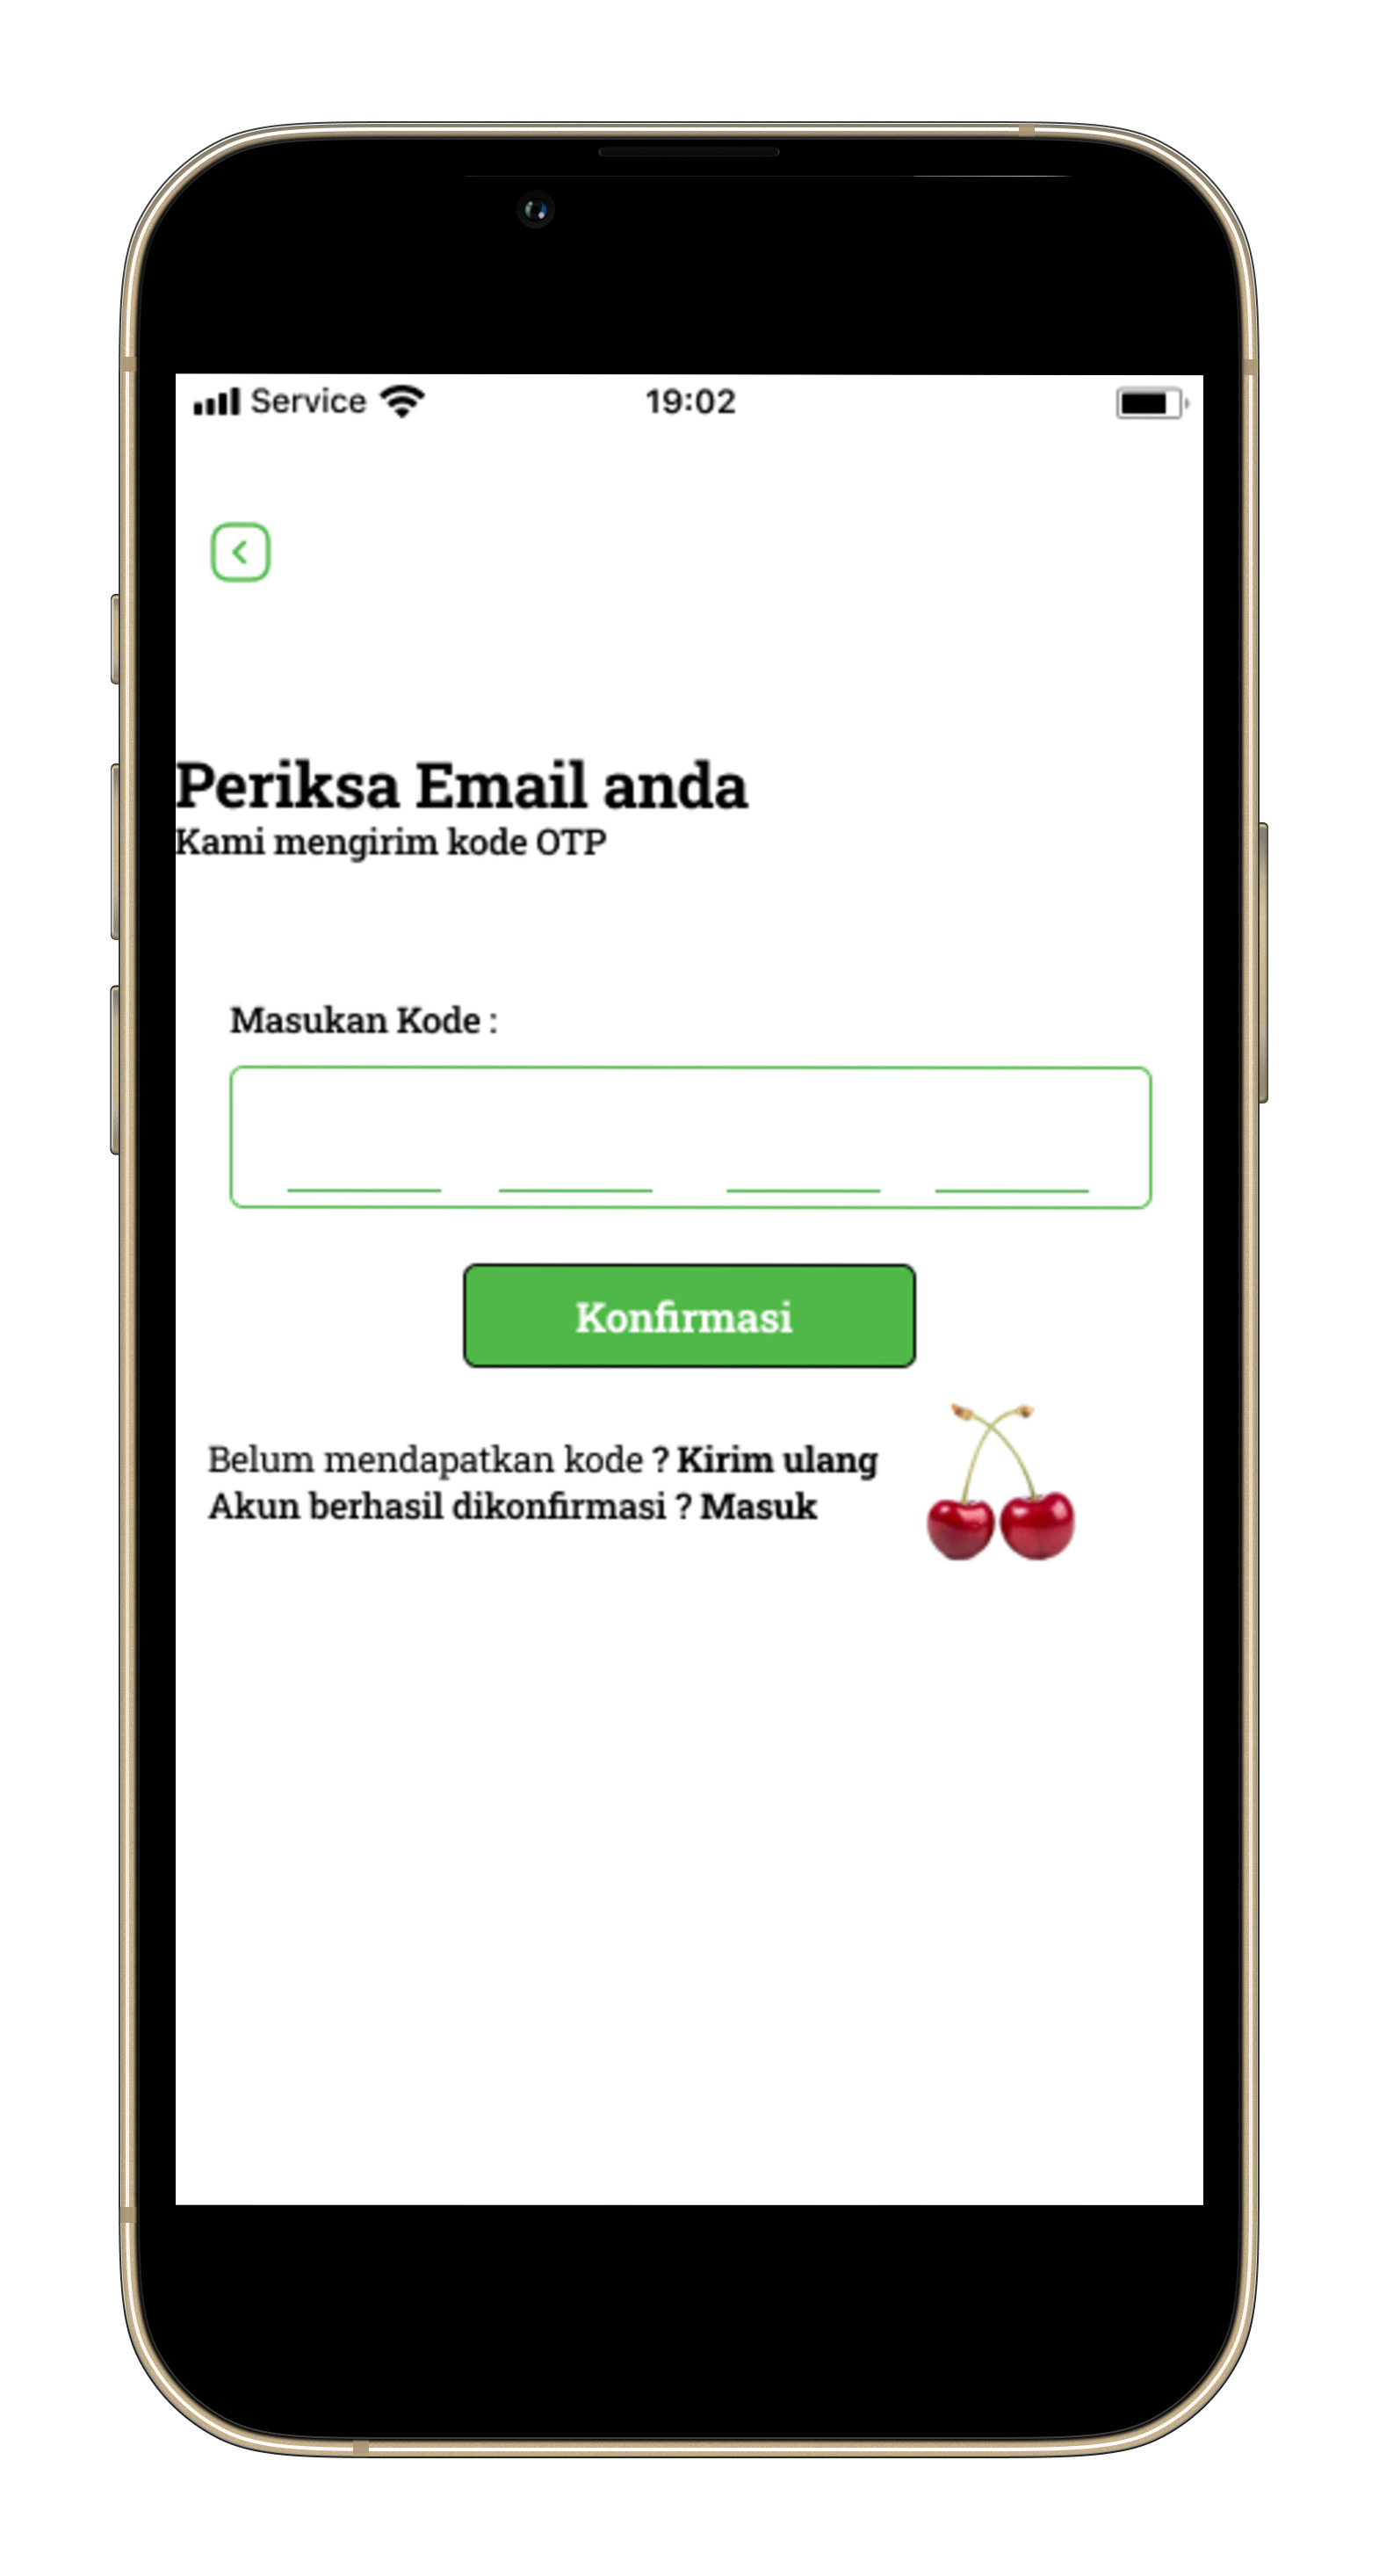 Service 19:02
Periksa Email anda
Kami mengirim kode OTP
Masukan Kode :
Konfirmasi
Belum mendapatkan kode ? Kirim ulang
Akun berhasil dikonfirmasi ? Masuk